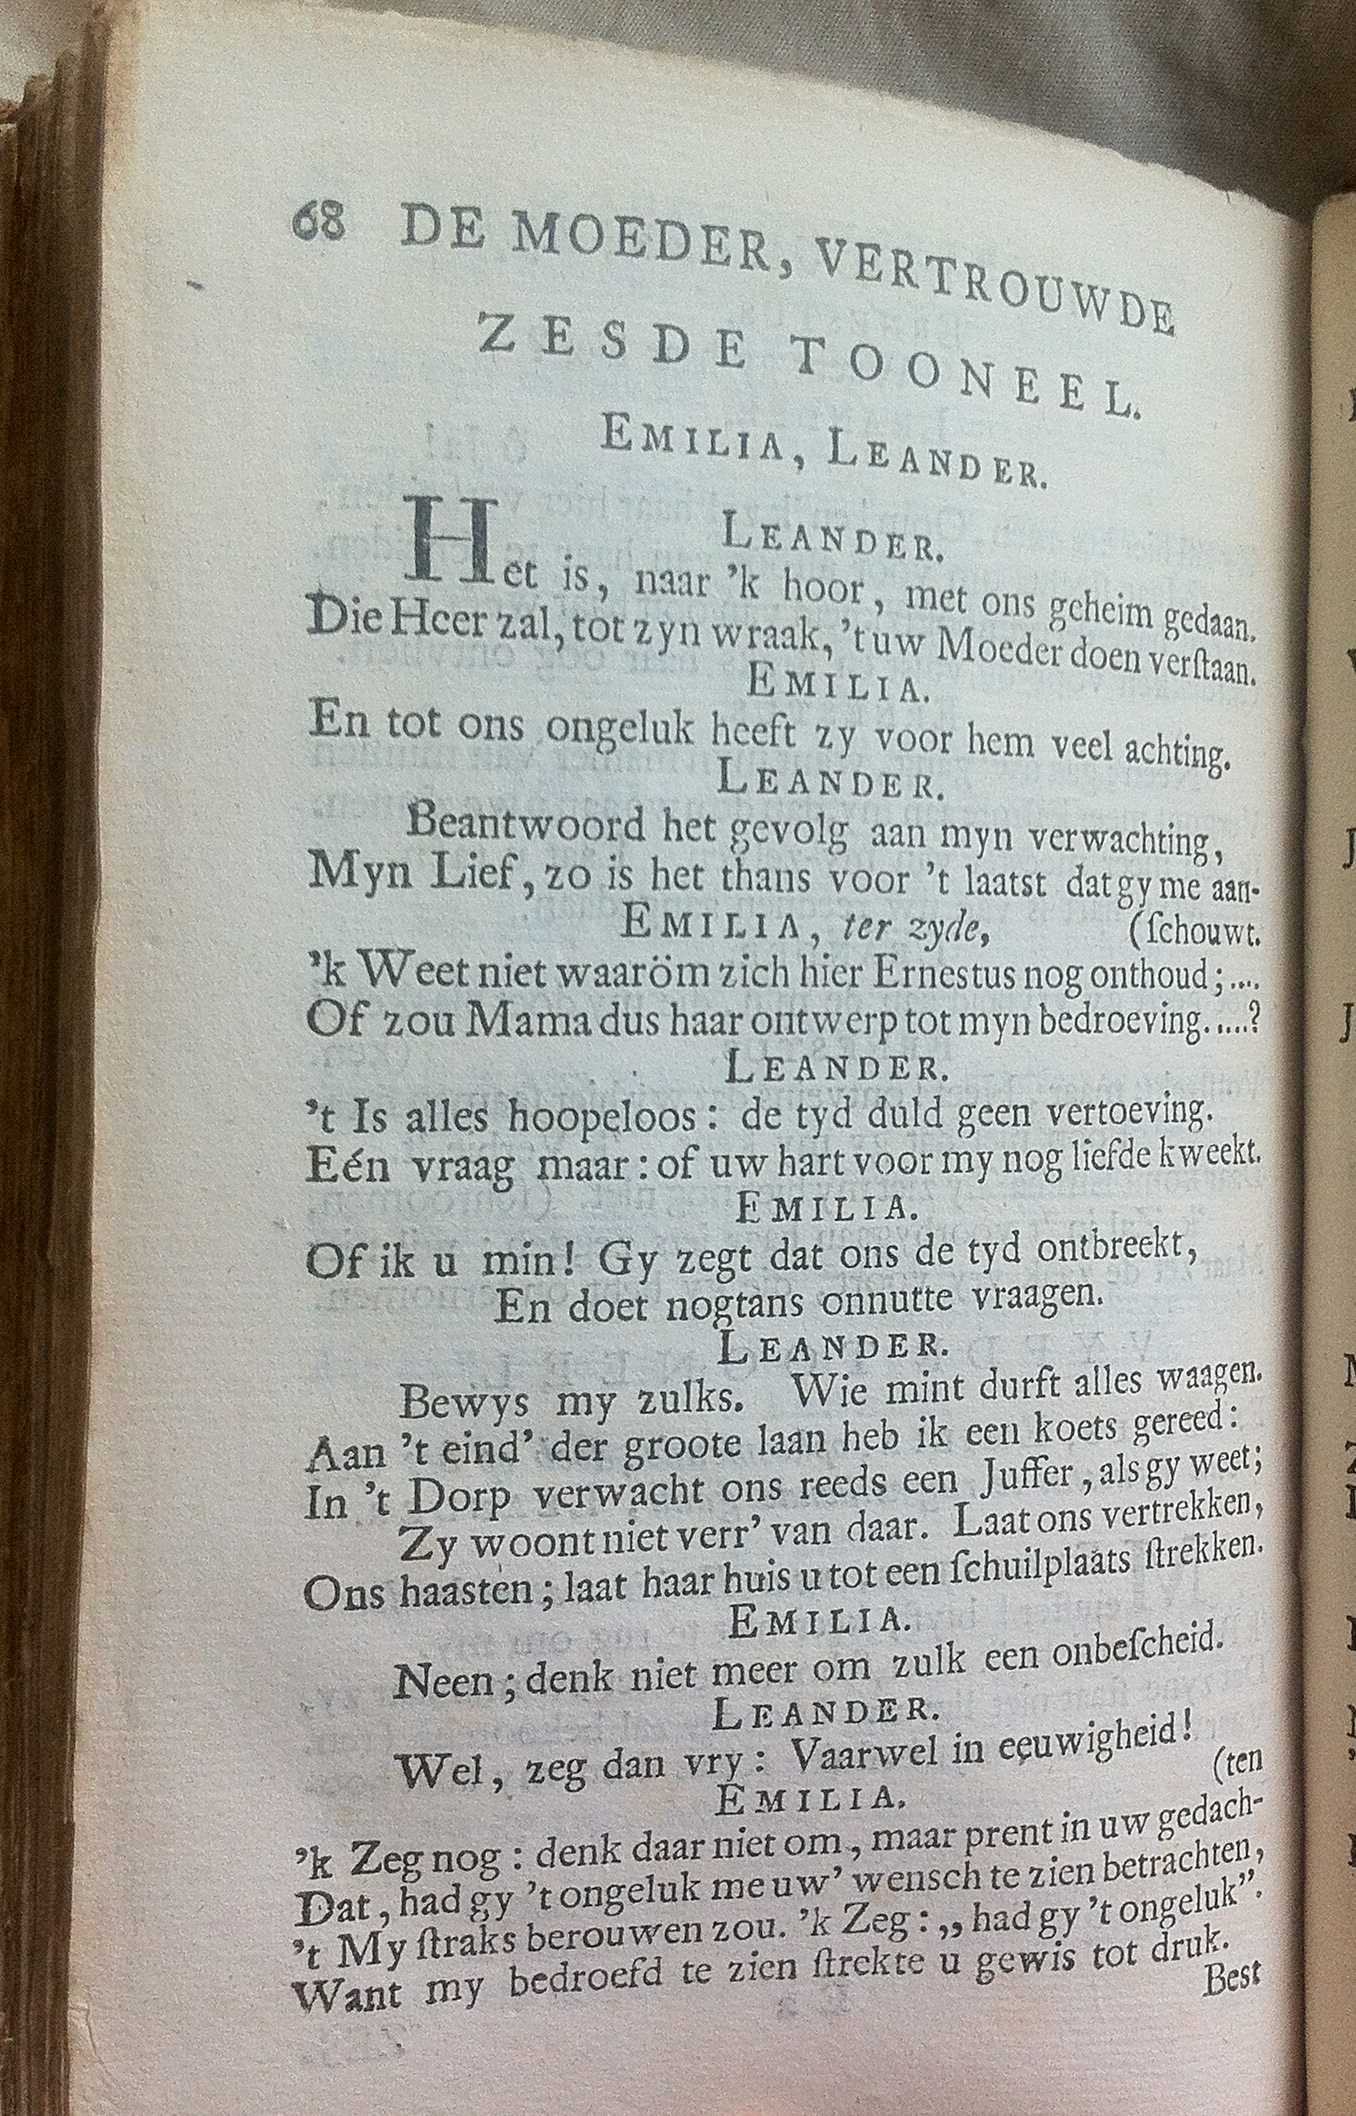 68 DE MOEDER, VERTROUWDE
ZESDE TOONEEL.
EMILIA, LEANDER.
LEANDER.
Het is, naar 'k hoor, met ons geheim gedaan.
Die Heer zal, tot zyn wraak, 't uw Moeder doen verſtaan.
EMILIA.
En tot ons ongeluk heeft zy voor hem veel achting.
LEANDER.
Beantwoord het gevolg aan myn verwachting,
Myn Lief, zo is het thans voor 't laatst dat gy me aan-
EMILIA, ter zyde, (ſchouwt.
'k Weet niet waaröm zich hier Ernestus nog onthoud; ....
Of zou Mama dus haar ontwerp tot myn bedroeving.....?
LEANDER.
't Is alles hoopeloos: de tyd duld geen vertoeving.
Eén vraag maar: of uw hart voor my nog liefde kweekt.
EMILIA.
Of ik u min! Gy zegt dat ons de tyd ontbreekt,
En doet nogtans onnutte vraagen.
LEANDER.
Bewys my zulks. Wie mint durft alles waagen.
Aan 't eind' der groote laan heb ik een koets gereed:
In 't Dorp verwacht ons reeds een Juffer, als gy weet;
Zy woont niet verr' van daar. Laat ons vertrekken,
Ons haasten; laat haar huis u tot een ſchuilplaats ſtrekken.
EMILIA.
Neen; denk niet meer om zulk een onbeſcheid.
LEANDER.
Wel, zeg dan vry: Vaarwel in eeuwigheid!
EMILIA. (ten
'k Zeg nog: denk daar niet om, maar prent in uw gedach-
Dat, had gy 't ongeluk me uw' wensch te zien betrachten,
't My ſtraks berouwen zou. 'k Zeg: „ had gy 't ongeluk”.
Want my bedroefd te zien ſtrekte u gewis tot druk.
Best